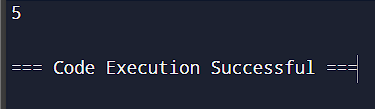 5
=== Code Execution Successful ===